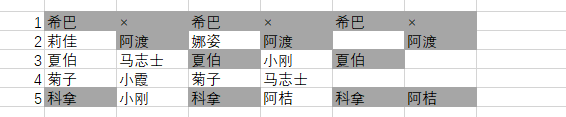 1 希巴 × 希巴 × 希巴 ×
2 莉佳 阿渡 娜姿 阿渡 阿渡
3 夏伯 马志士 夏伯 小刚 夏伯
4 菊子 小霞 菊子 马志士
5 科拿 小刚 科拿 阿桔 科拿 阿桔